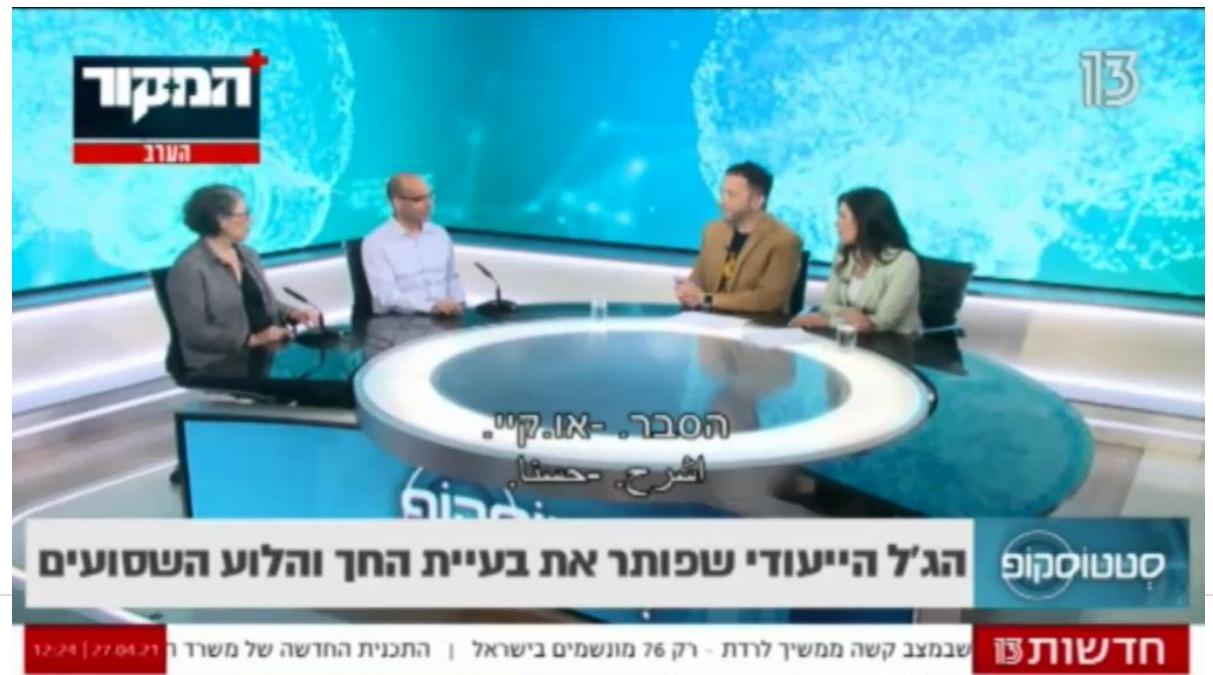 המקור
הערב
13
הסבר. -או.קיי.
اشرح. -حسنًا.
הג'ל הייעודי שפותר את בעיית החך והלוע השסועים
סטטוסקופ
חדשות 13
שבמצב קשה ממשיך לרדת - רק 76 מונשמים בישראל | התכנית החדשה של משרד ה
12:24 | 27.04.21